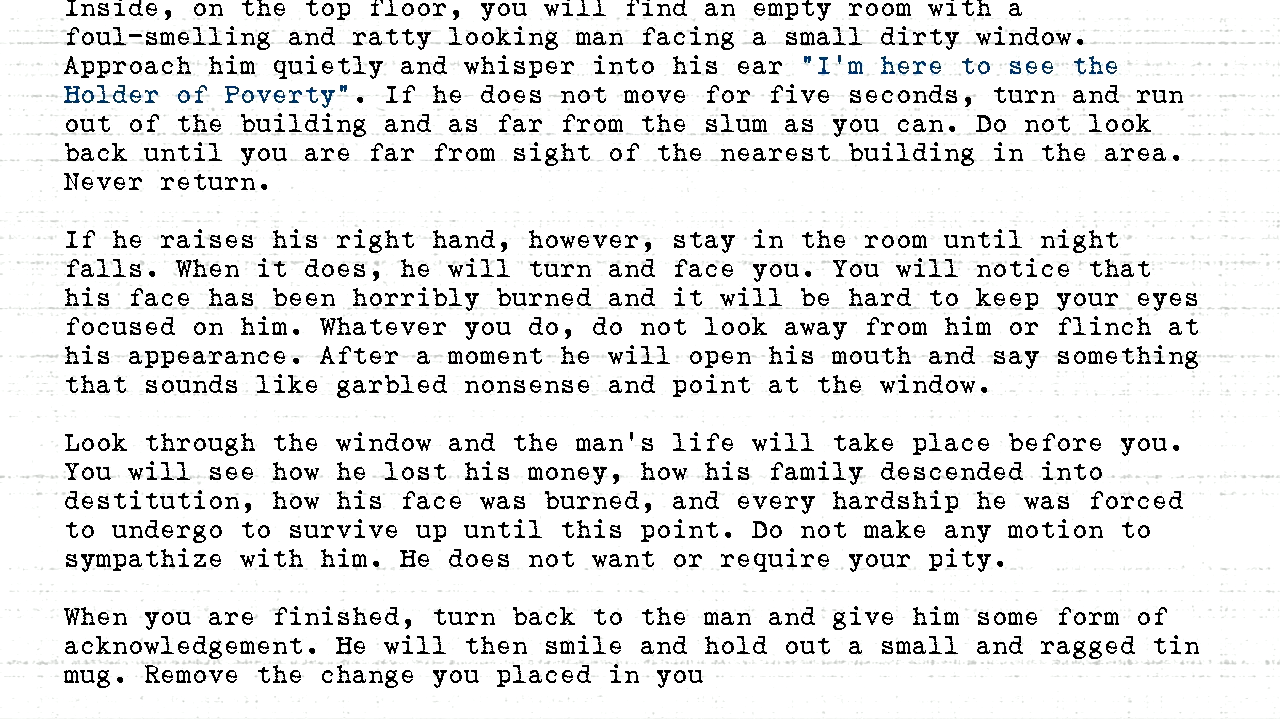 Inside, on the top floor, you will find an empty room with a
foul-smelling and ratty looking man facing a small dirty window.
Approach him quietly and whisper into his ear "I'm here to see the
Holder of Poverty". If he does not move for five seconds, turn and run
out of the building and as far from the slum as you can. Do not look
back until you are far from sight of the nearest building in the area.
Never return.

If he raises his right hand, however, stay in the room until night
falls. When it does, he will turn and face you. You will notice that
his face has been horribly burned and it will be hard to keep your eyes
focused on him. Whatever you do, do not look away from him or flinch at
his appearance. After a moment he will open his mouth and say something
that sounds like garbled nonsense and point at the window.

Look through the window and the man's life will take place before you.
You will see how he lost his money, how his family descended into
destitution, how his face was burned, and every hardship he was forced
to undergo to survive up until this point. Do not make any motion to
sympathize with him. He does not want or require your pity.

When you are finished, turn back to the man and give him some form of
acknowledgement. He will then smile and hold out a small and ragged tin
mug. Remove the change you placed in you